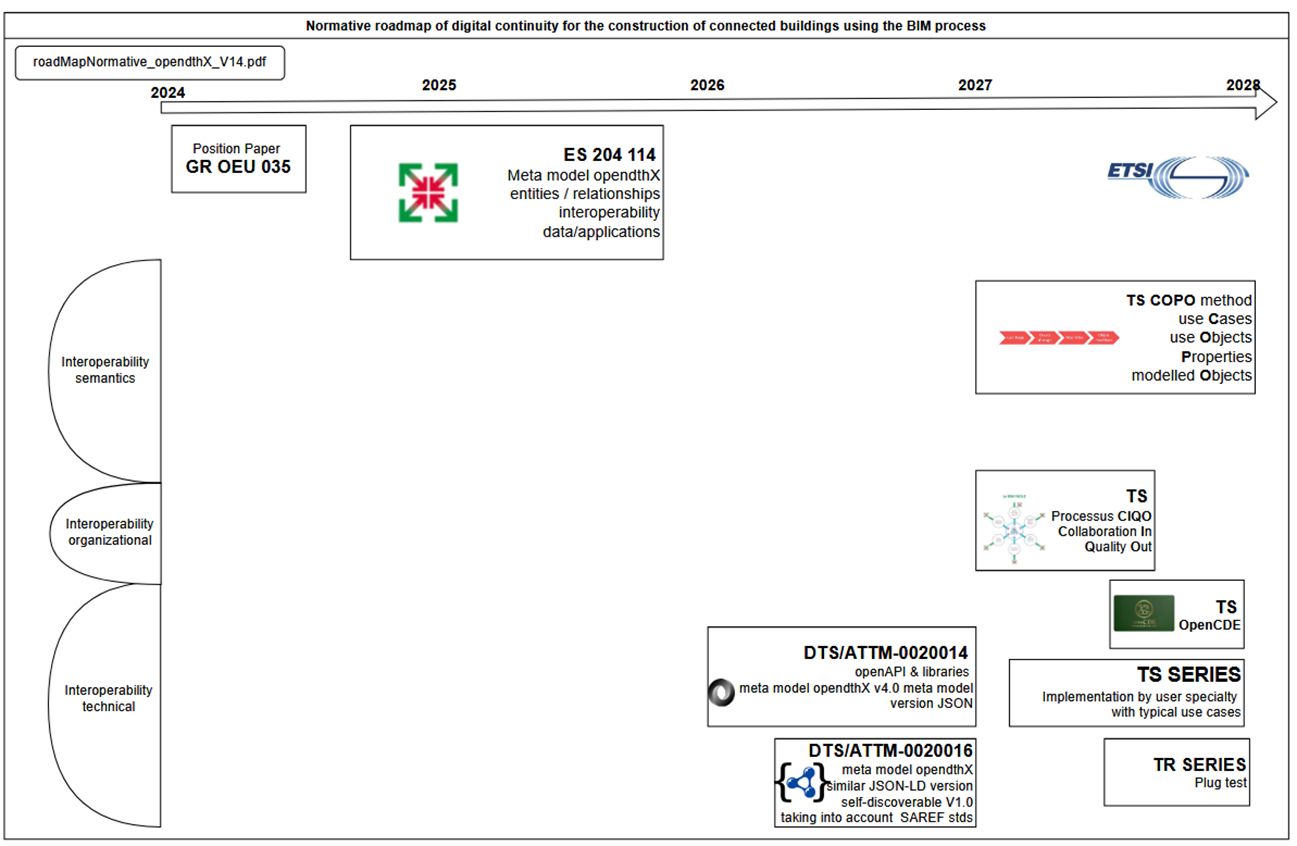 Normative roadmap of digital continuity for the construction of connected buildings using the BIM process
roadMapNormative_opendthX_V14.pdf
2024
2025
2026
2027
2028
Position Paper
GR OEU 035
ES 204 114
Meta model opendthX
entities / relationships
interoperability
data/applications
ETSI
Interoperability
semantics
TS COPO method
use Cases
use Objects
Properties
modelled Objects
Interoperability
organizational
TS
Processus CIQO
Collaboration In
Quality Out
TS
OpenCDE
Interoperability
technical
DTS/ATTM-0020014
openAPI & libraries
meta model opendthX v4.0 meta model
version JSON
TS SERIES
Implementation by user specialty
with typical use cases
DTS/ATTM-0020016
meta model opendthX
similar JSON-LD version
self-discoverable V1.0
taking into account SAREF stds
TR SERIES
Plug test